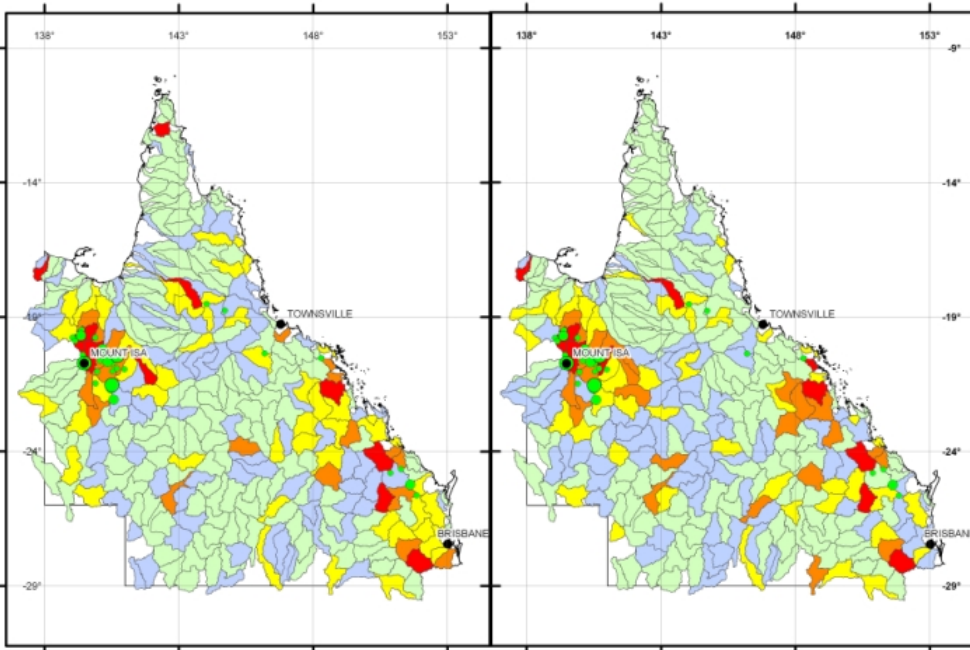 138° 143° 148° 153° 138° 143° 148° 153°
-9°
-14° -14°
-19° TOWNSVILLE TOWNSVILLE -19°
MOUNT ISA MOUNT ISA
-24° -24°
BRISBANE BRISBAN
-29° -29°